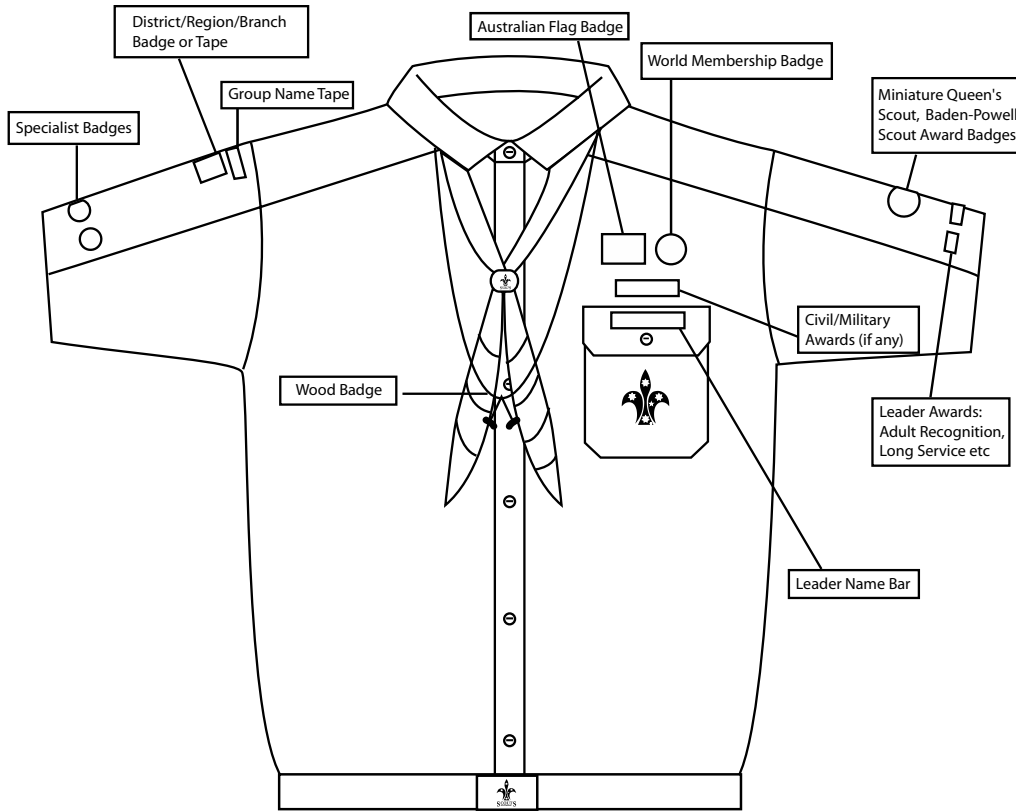 District/Region/Branch
Badge or Tape
Australian Flag Badge
World Membership Badge
Group Name Tape
Miniature Queen's
Scout, Baden-Powell
Scout Award Badges
Specialist Badges
Civil/Military
Awards (if any)
Wood Badge
Leader Awards:
Adult Recognition,
Long Service etc
Leader Name Bar
SCOUTS